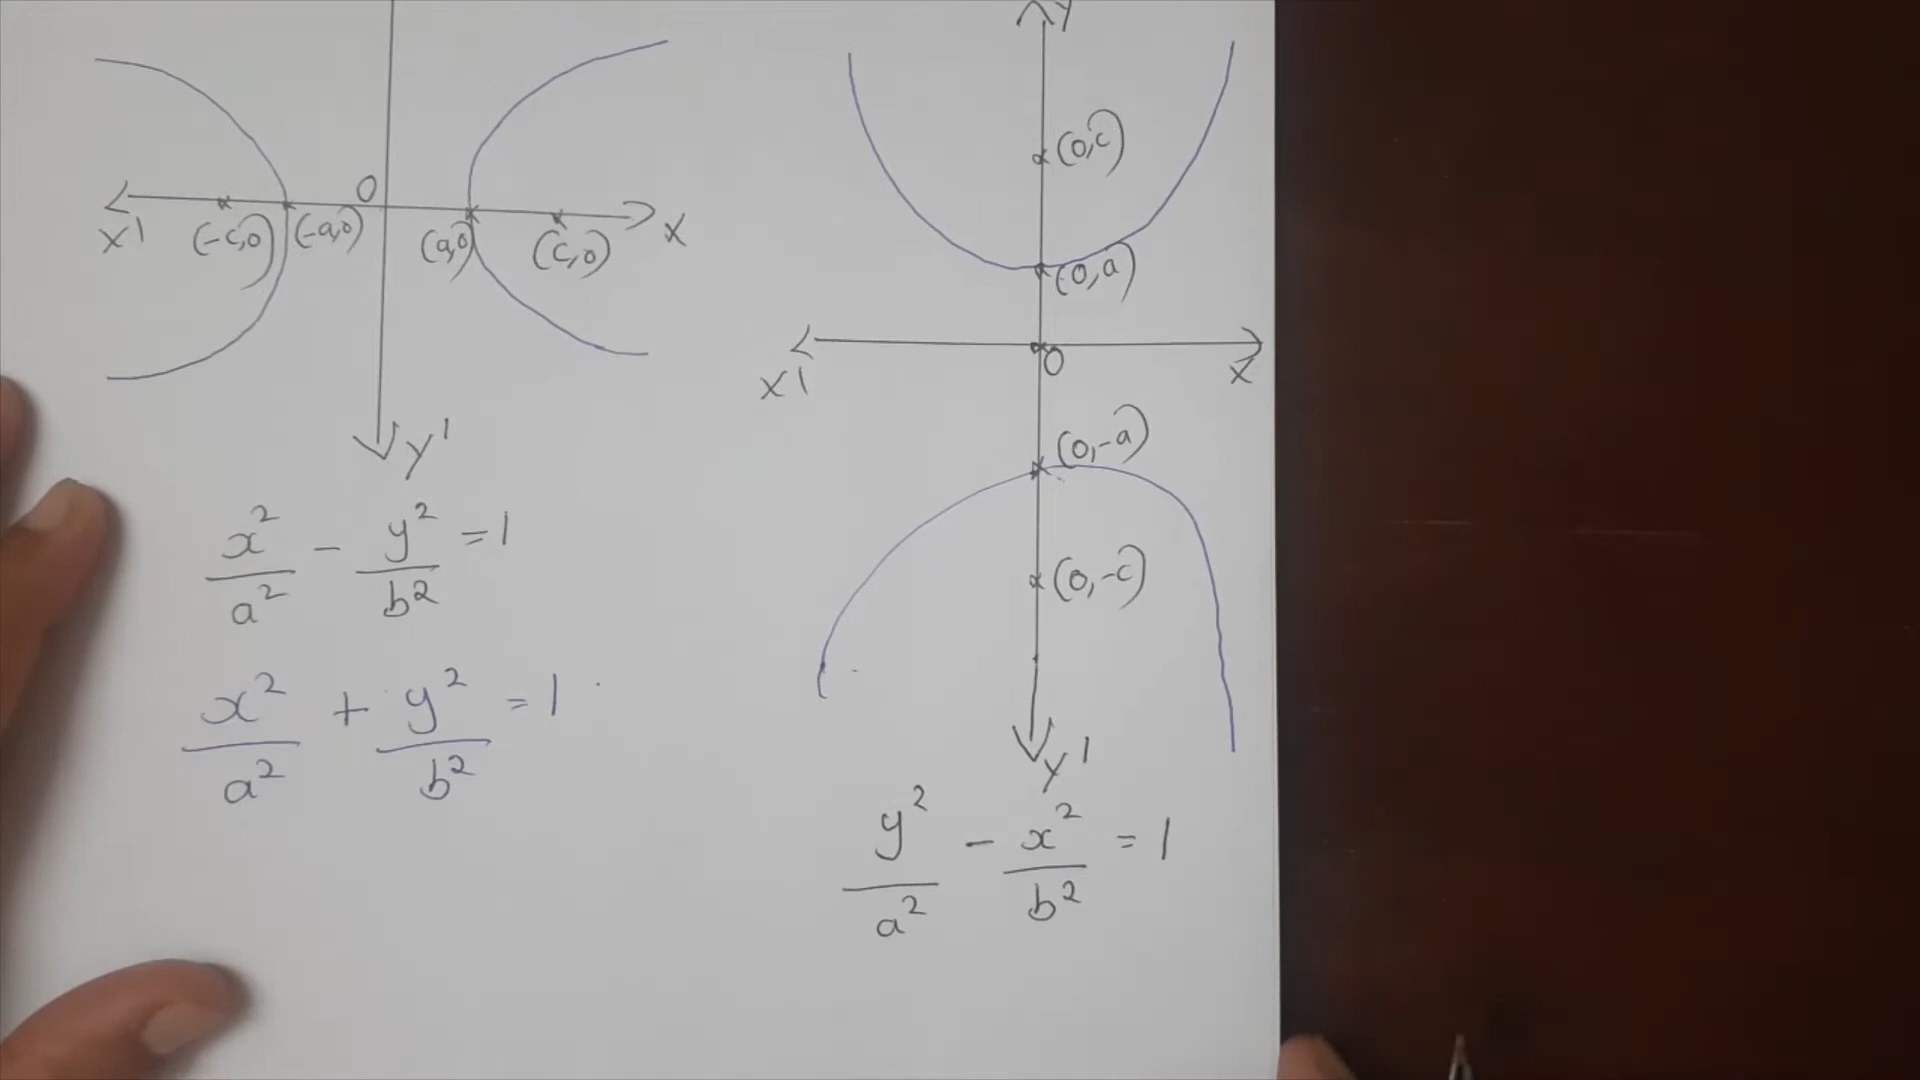 O
X'
(-c,0)
(-a,0)
(a,0)
(c,0)
X
Y'
x²/a² - y²/b² = 1
x²/a² + y²/b² = 1
Y
(0,c)
(0,a)
X'
O
X
(0,-a)
(0,-c)
Y'
y²/a² - x²/b² = 1